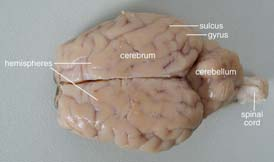 sulcus
gyrus
cerebrum
hemispheres
cerebellum
spinal
cord